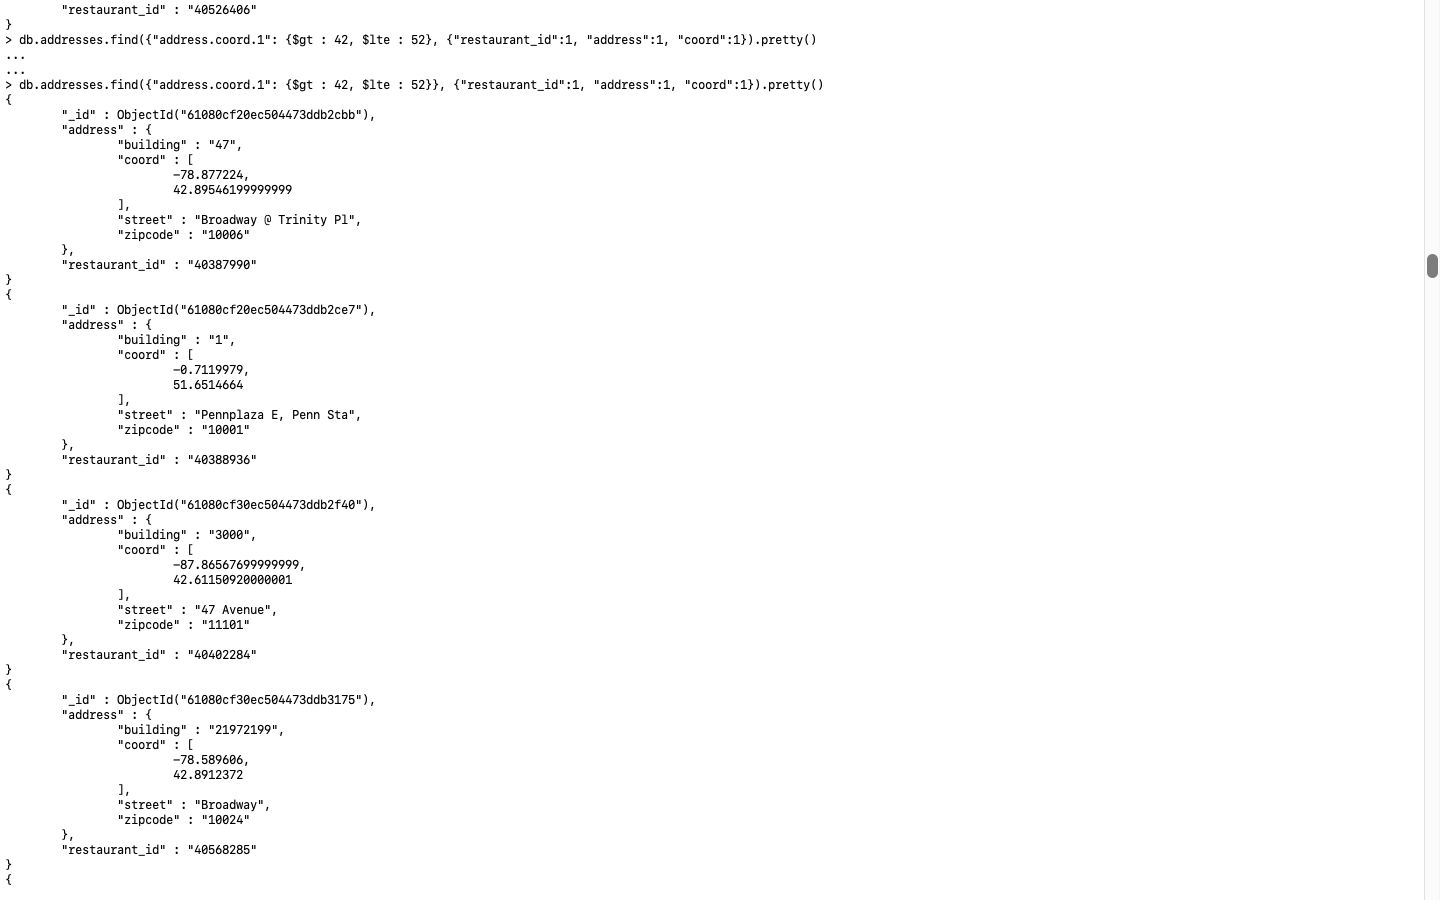 "restaurant_id" : "40526406"
}
> db.addresses.find({"address.coord.1": {$gt : 42, $lte : 52}, {"restaurant_id":1, "address":1, "coord":1}).pretty()
...
...
> db.addresses.find({"address.coord.1": {$gt : 42, $lte : 52}}, {"restaurant_id":1, "address":1, "coord":1}).pretty()
{
"_id" : ObjectId("61080cf20ec504473ddb2cbb"),
"address" : {
"building" : "47",
"coord" : [
-78.877224,
42.89546199999999
],
"street" : "Broadway @ Trinity Pl",
"zipcode" : "10006"
},
"restaurant_id" : "40387990"
}
{
"_id" : ObjectId("61080cf20ec504473ddb2ce7"),
"address" : {
"building" : "1",
"coord" : [
-0.7119979,
51.6514664
],
"street" : "Pennplaza E, Penn Sta",
"zipcode" : "10001"
},
"restaurant_id" : "40388936"
}
{
"_id" : ObjectId("61080cf30ec504473ddb2f40"),
"address" : {
"building" : "3000",
"coord" : [
-87.86567699999999,
42.61150920000001
],
"street" : "47 Avenue",
"zipcode" : "11101"
},
"restaurant_id" : "40402284"
}
{
"_id" : ObjectId("61080cf30ec504473ddb3175"),
"address" : {
"building" : "21972199",
"coord" : [
-78.589606,
42.8912372
],
"street" : "Broadway",
"zipcode" : "10024"
},
"restaurant_id" : "40568285"
}
{